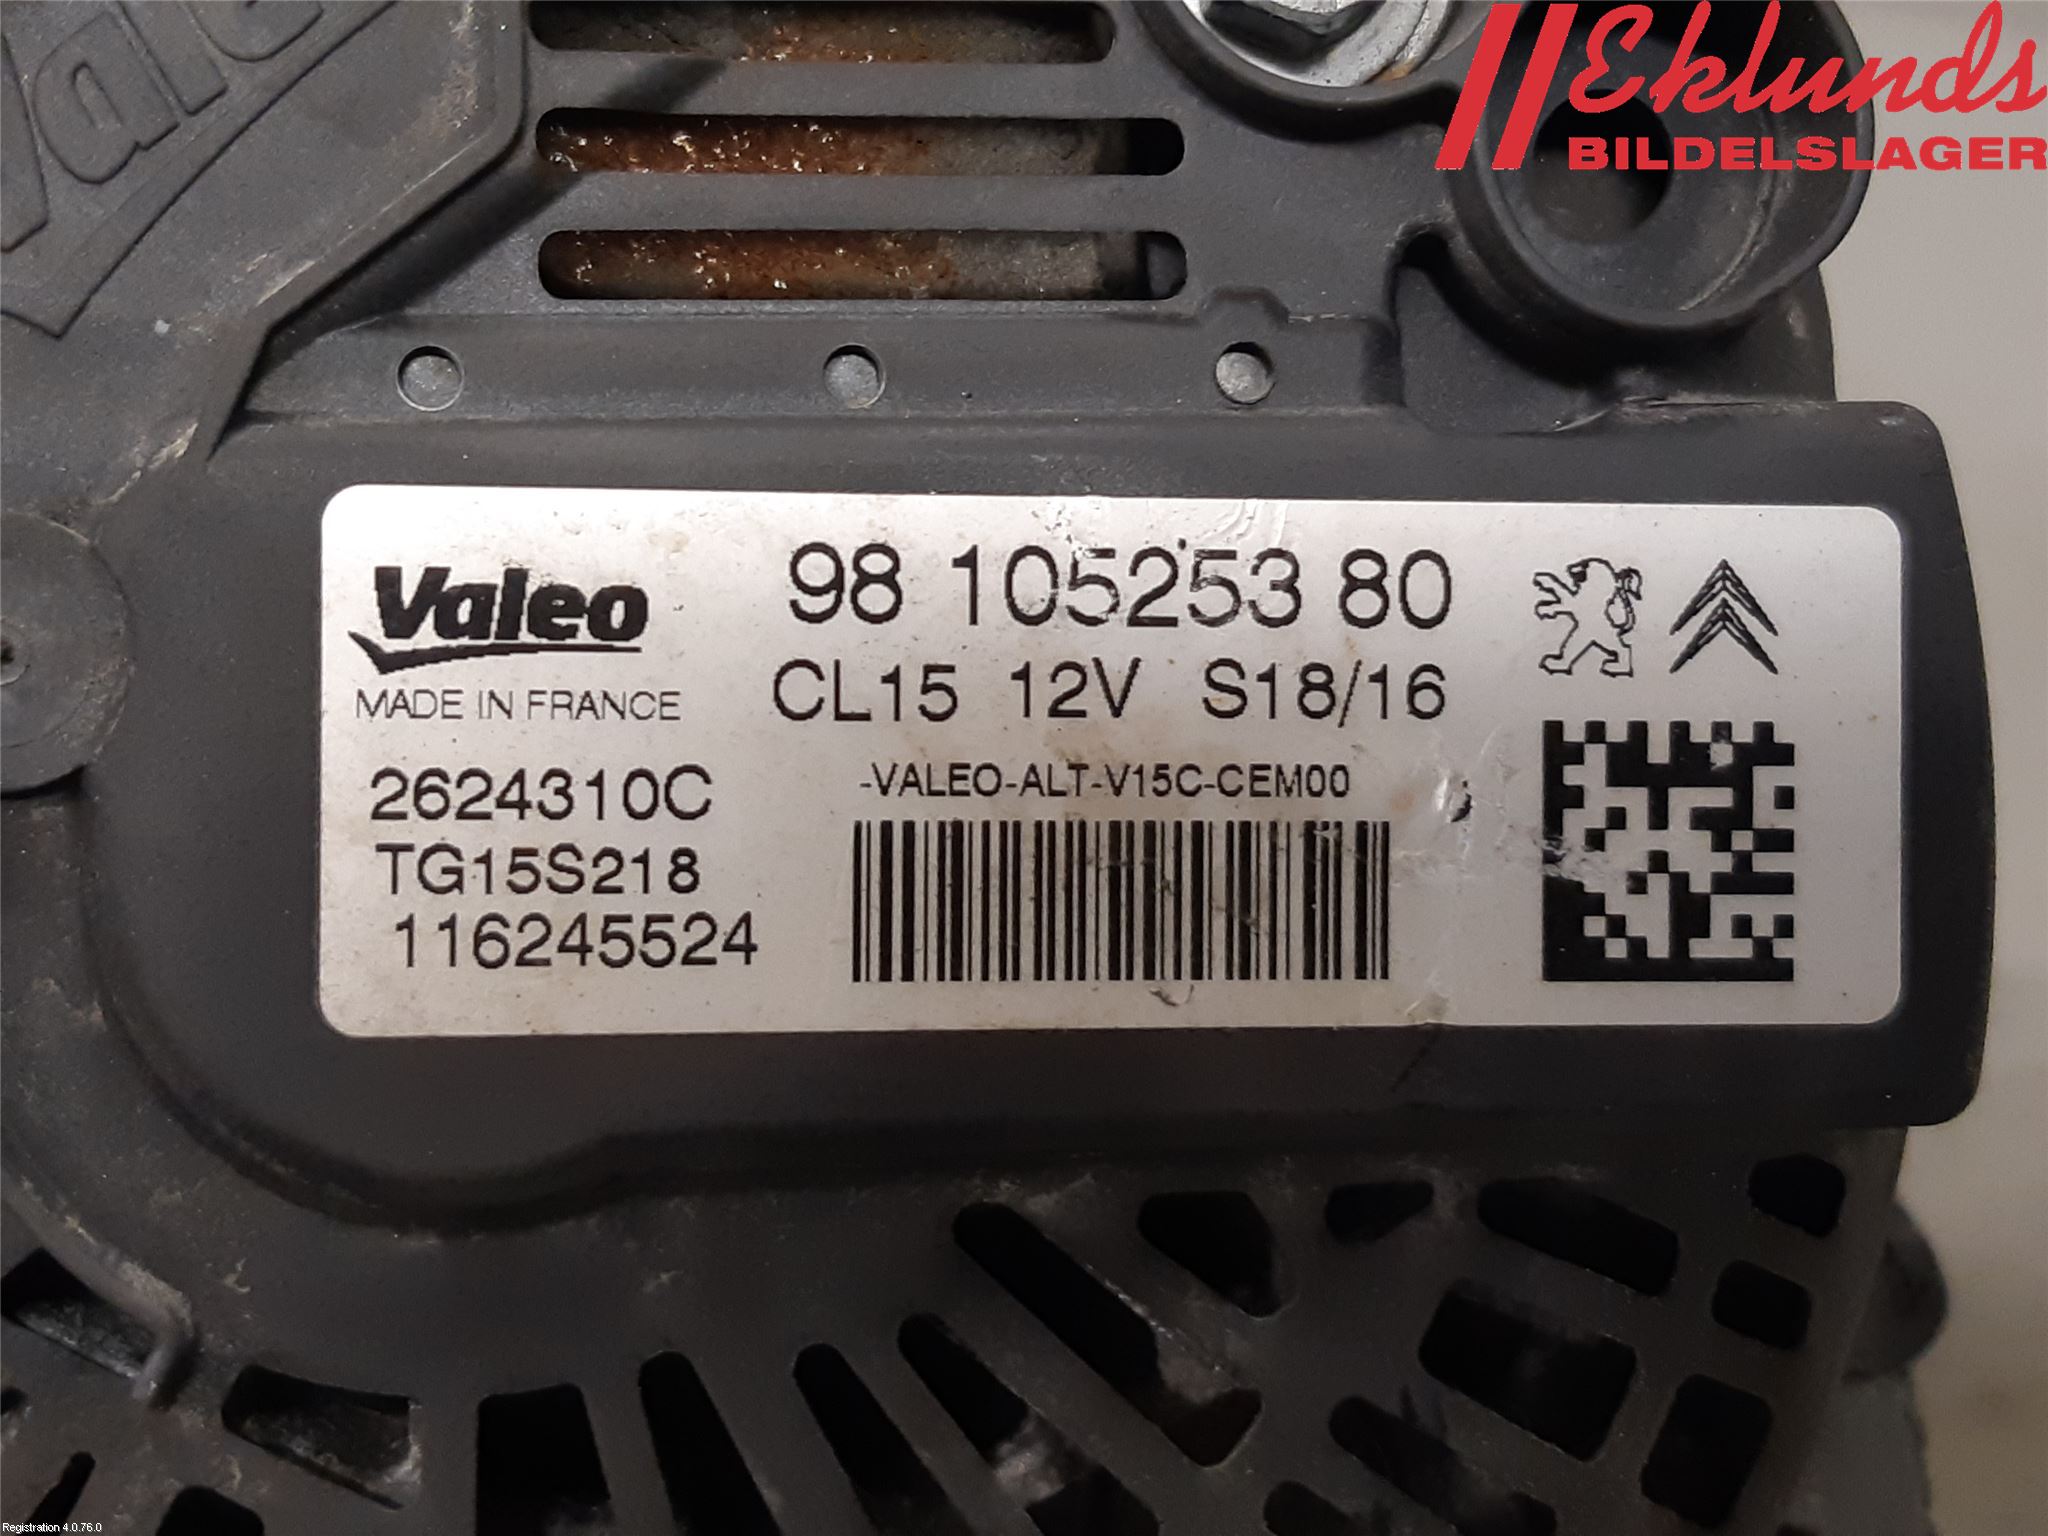 Valeo
Eklunds
BILDELSLAGER
Valeo
MADE IN FRANCE
98 105253 80
CL15 12V S18/16
2624310C
TG15S218
116245524
-VALEO-ALT-V15C-CEM00
Registration 4.0.76.0